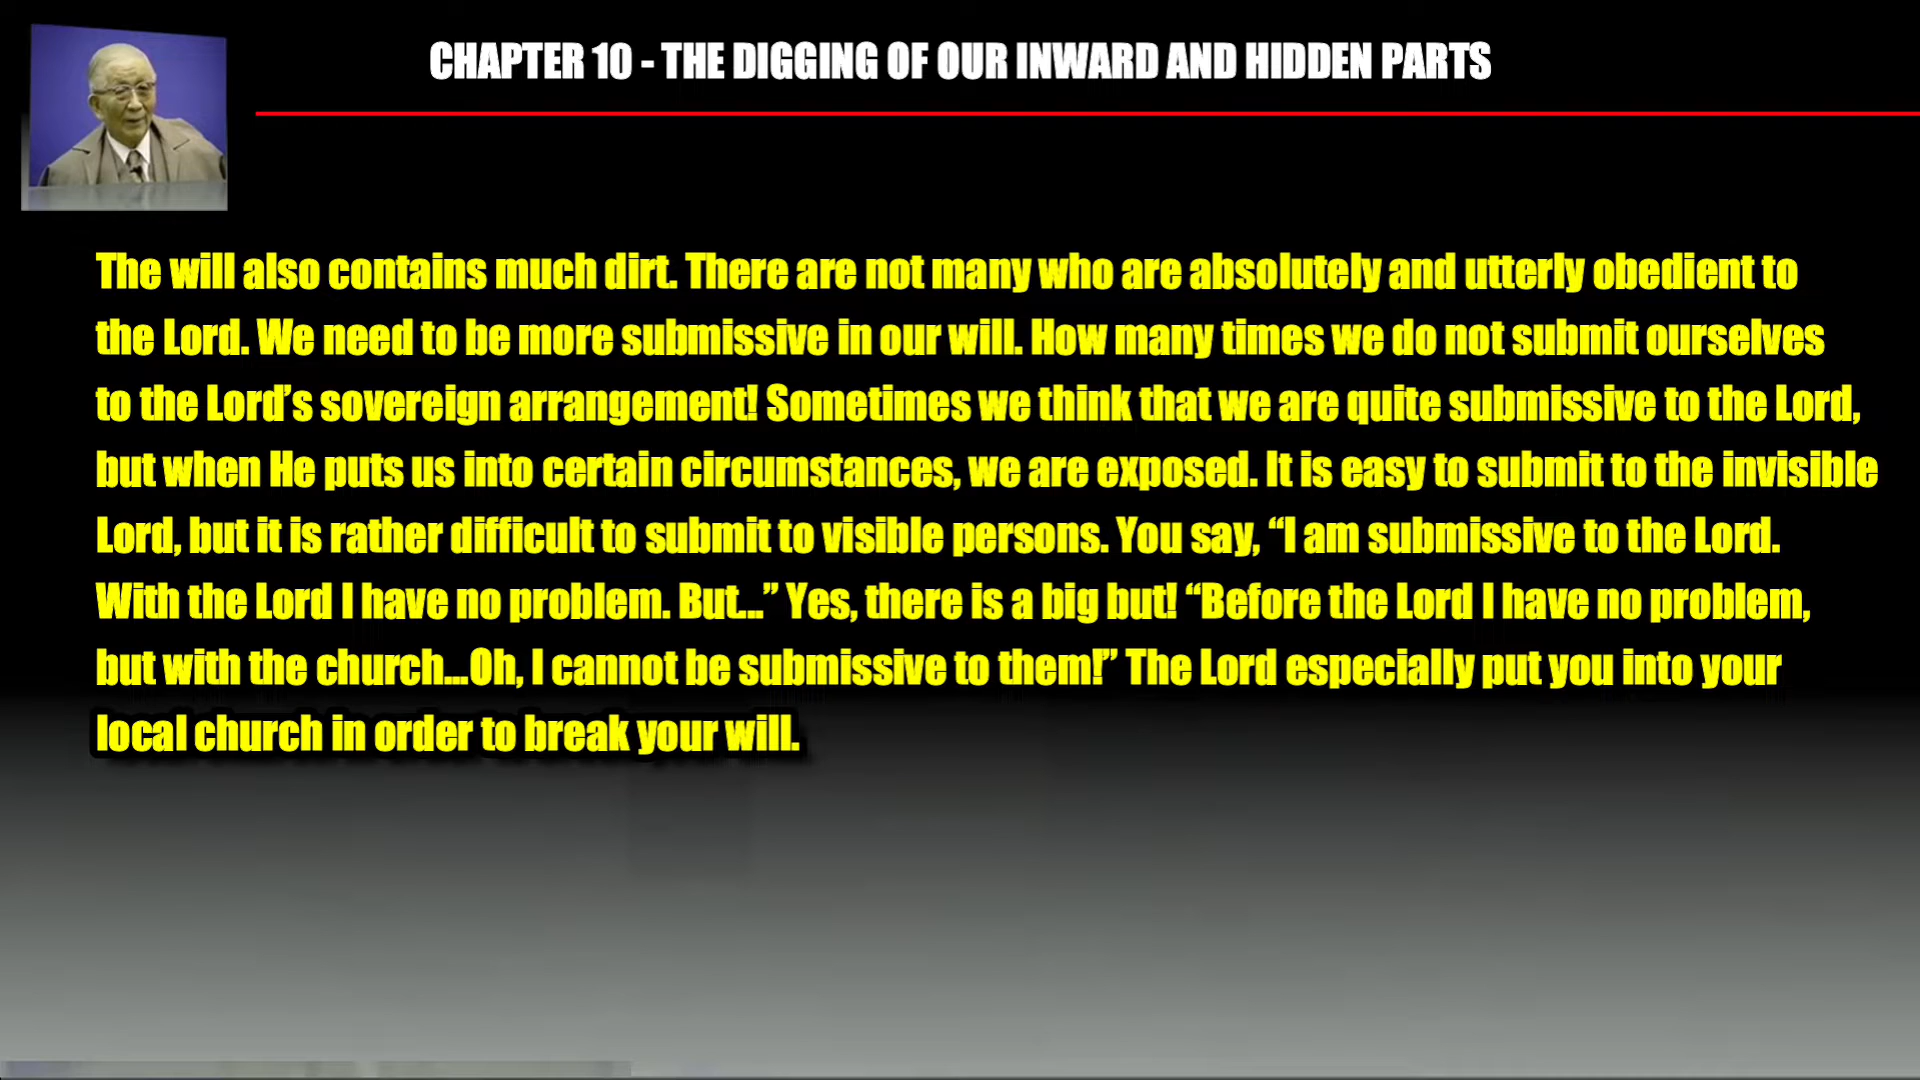 CHAPTER 10 - THE DIGGING OF OUR INWARD AND HIDDEN PARTS
The will also contains much dirt. There are not many who are absolutely and utterly obedient to
the Lord. We need to be more submissive in our will. How many times we do not submit ourselves
to the Lord’s sovereign arrangement! Sometimes we think that we are quite submissive to the Lord,
but when He puts us into certain circumstances, we are exposed. It is easy to submit to the invisible
Lord, but it is rather difficult to submit to visible persons. You say, “I am submissive to the Lord.
With the Lord I have no problem. But...” Yes, there is a big but! “Before the Lord I have no problem,
but with the church...Oh, I cannot be submissive to them!” The Lord especially put you into your
local church in order to break your will.